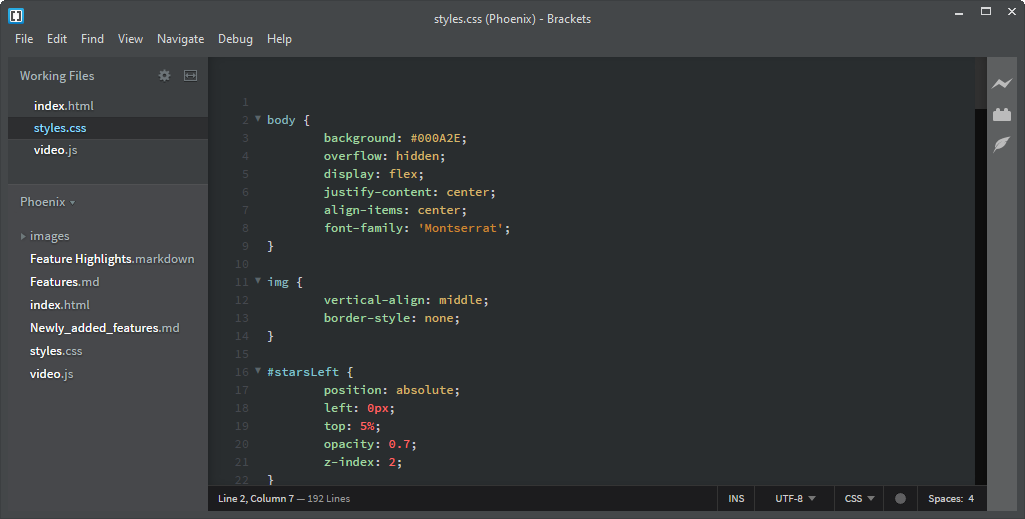 styles.css (Phoenix) - Brackets
File Edit Find View Navigate Debug Help
Working Files
index.html
styles.css
video.js
Phoenix
images
Feature Highlights.markdown
Features.md
index.html
Newly_added_features.md
styles.css
video.js
1
2 body {
3 background: #000A2E;
4 overflow: hidden;
5 display: flex;
6 justify-content: center;
7 align-items: center;
8 font-family: 'Montserrat';
9 }
10
11 img {
12 vertical-align: middle;
13 border-style: none;
14 }
15
16 #starsLeft {
17 position: absolute;
18 left: 0px;
19 top: 5%;
20 opacity: 0.7;
21 z-index: 2;
22 }
Line 2, Column 7 — 192 Lines INS UTF-8 CSS Spaces: 4